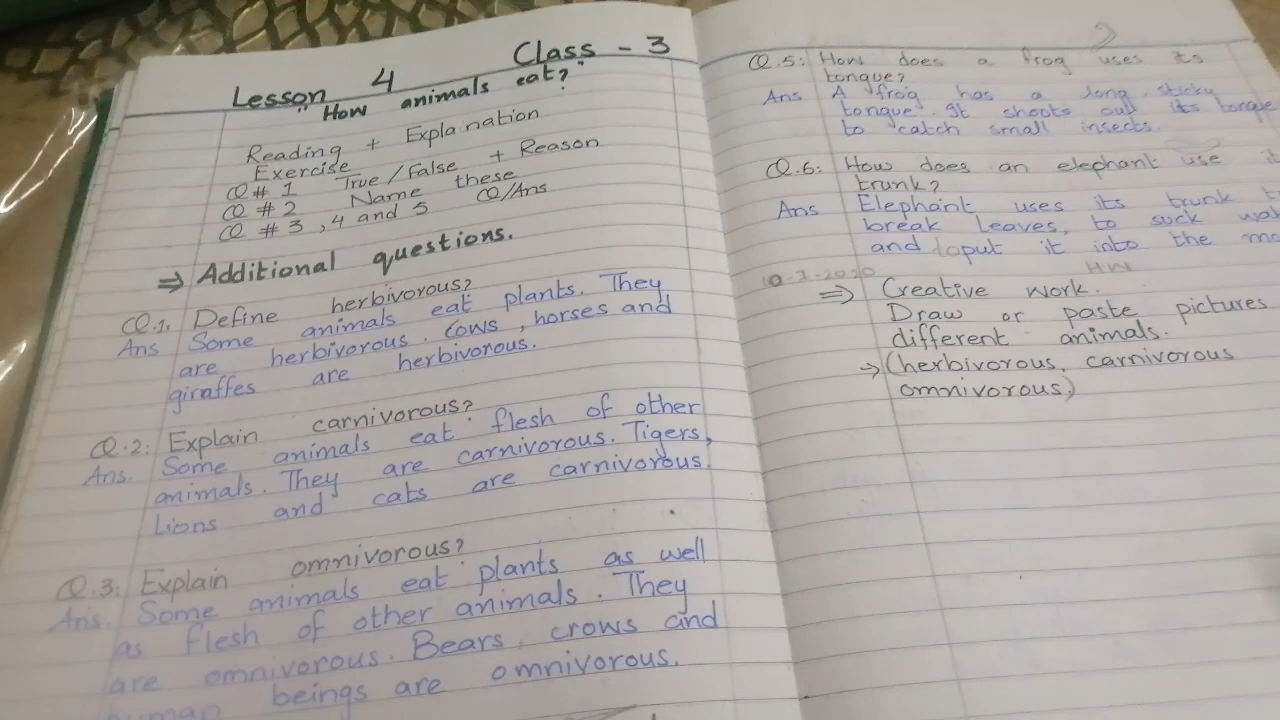 Class - 3
Lesson 4
"How animals eat?"
Reading + Explaination
Exercise
Q# 1 True / False + Reason
Q #2 Name these
Q #3, 4 and 5 Q/Ans
⇒ Additional questions.
Q.1. Define herbivorous?
Ans Some animals eat plants. They
are herbivorous. Cows, horses and
giraffes are herbivorous.
Q.2: Explain carnivorous?
Ans. Some animals eat flesh of other
animals. They are carnivorous. Tigers,
Lions and cats are carnivorous.
Q.3: Explain omnivorous?
Ans. Some animals eat plants as well
as flesh of other animals. They
are omnivorous. Bears, crows and
human beings are omnivorous.
2
Q.5: How does a frog uses its
tongue?
Ans A frog has a long, sticky
tongue. It shoots out its tongue
to catch small insects.
Q.6: How does an elephant use
trunk?
Ans Elephant uses its trunk
break leaves, to suck
and to put it into the
HW
⇒ Creative work.
Draw or paste pictures
different animals.
→ (herbivorous, carnivorous
omnivorous)